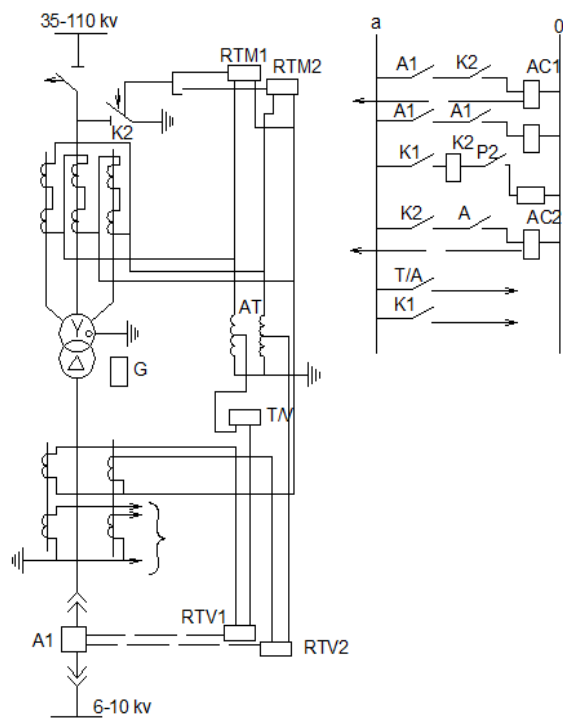 35-110 kv
RTM1
RTM2
K2
AT
G
T/V
A1
RTV1
RTV2
6-10 kv
a
0
A1 K2 AC1
A1 A1
K1 K2 P2
K2 A AC2
T/A
K1